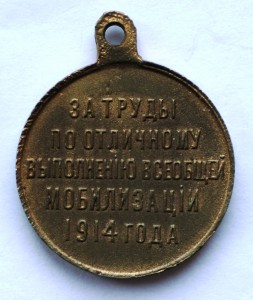 ЗА ТРУДЫ
ПО ОТЛИЧНОМУ
ВЫПОЛНЕНІЮ ВСЕОБЩЕЙ
МОБИЛИЗАЦІИ
1914 ГОДА